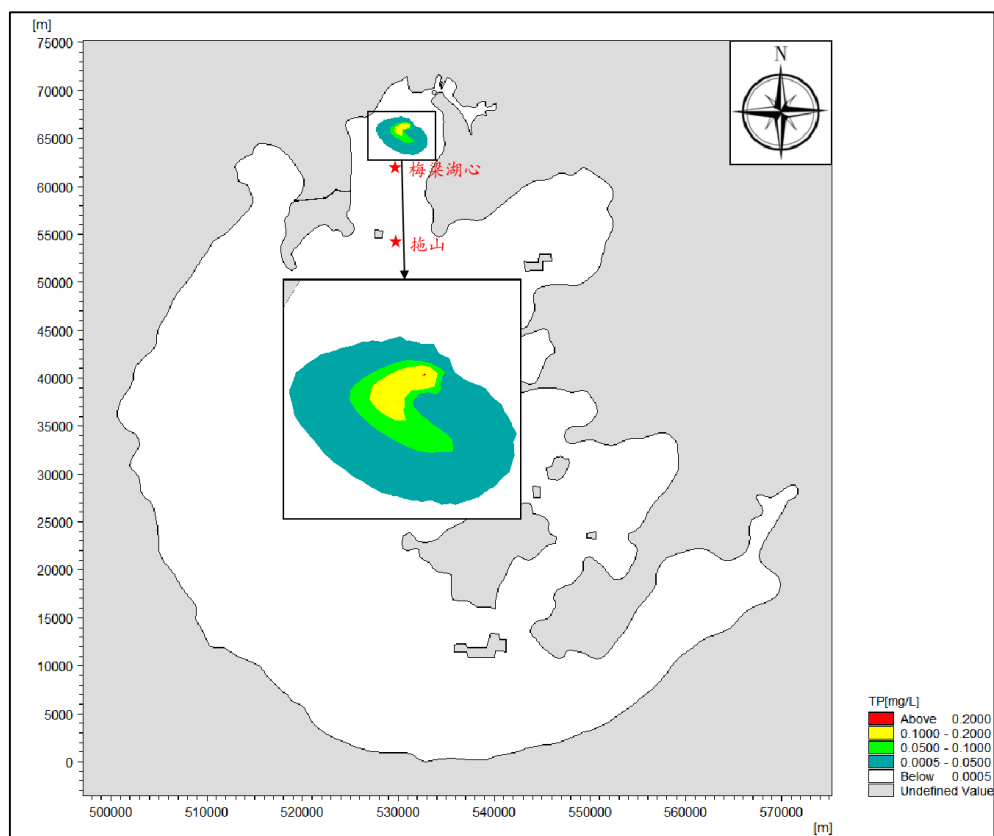 [m]
75000
70000
65000
60000
55000
50000
45000
40000
35000
30000
25000
20000
15000
10000
5000
0
N
梅梁湖心
拖山
500000 510000 520000 530000 540000 550000 560000 570000
[m]
TP[mg/L]
Above 0.2000
0.1000 - 0.2000
0.0500 - 0.1000
0.0005 - 0.0500
Below 0.0005
Undefined Value